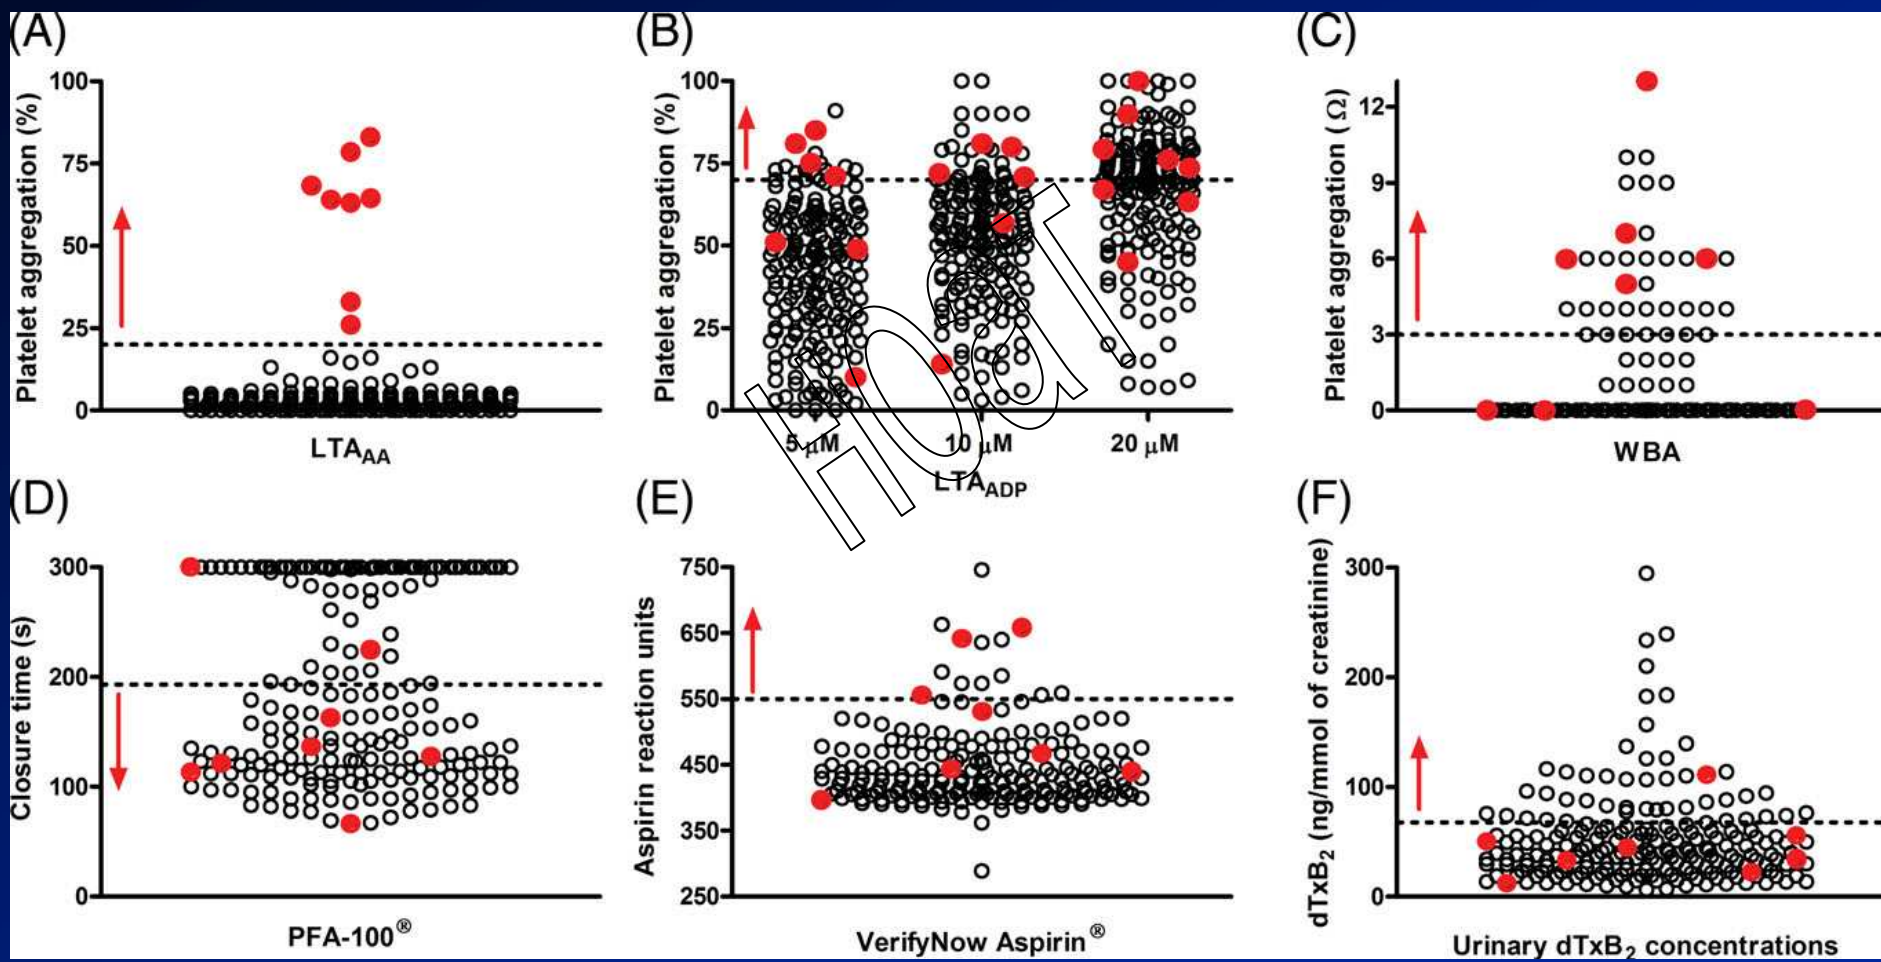 (A)
Platelet aggregation (%)
100
75
50
25
0
LTAAA
(B)
Platelet aggregation (%)
100
75
50
25
0
5 µM 10 µM 20 µM
LTAADP
(C)
Platelet aggregation (Ω)
12
9
6
3
0
WBA
(D)
Closure time (s)
300
200
100
0
PFA-100®
(E)
Aspirin reaction units
750
650
550
450
350
250
VerifyNow Aspirin®
(F)
dTxB2 (ng/mmol of creatinine)
300
200
100
0
Urinary dTxB2 concentrations